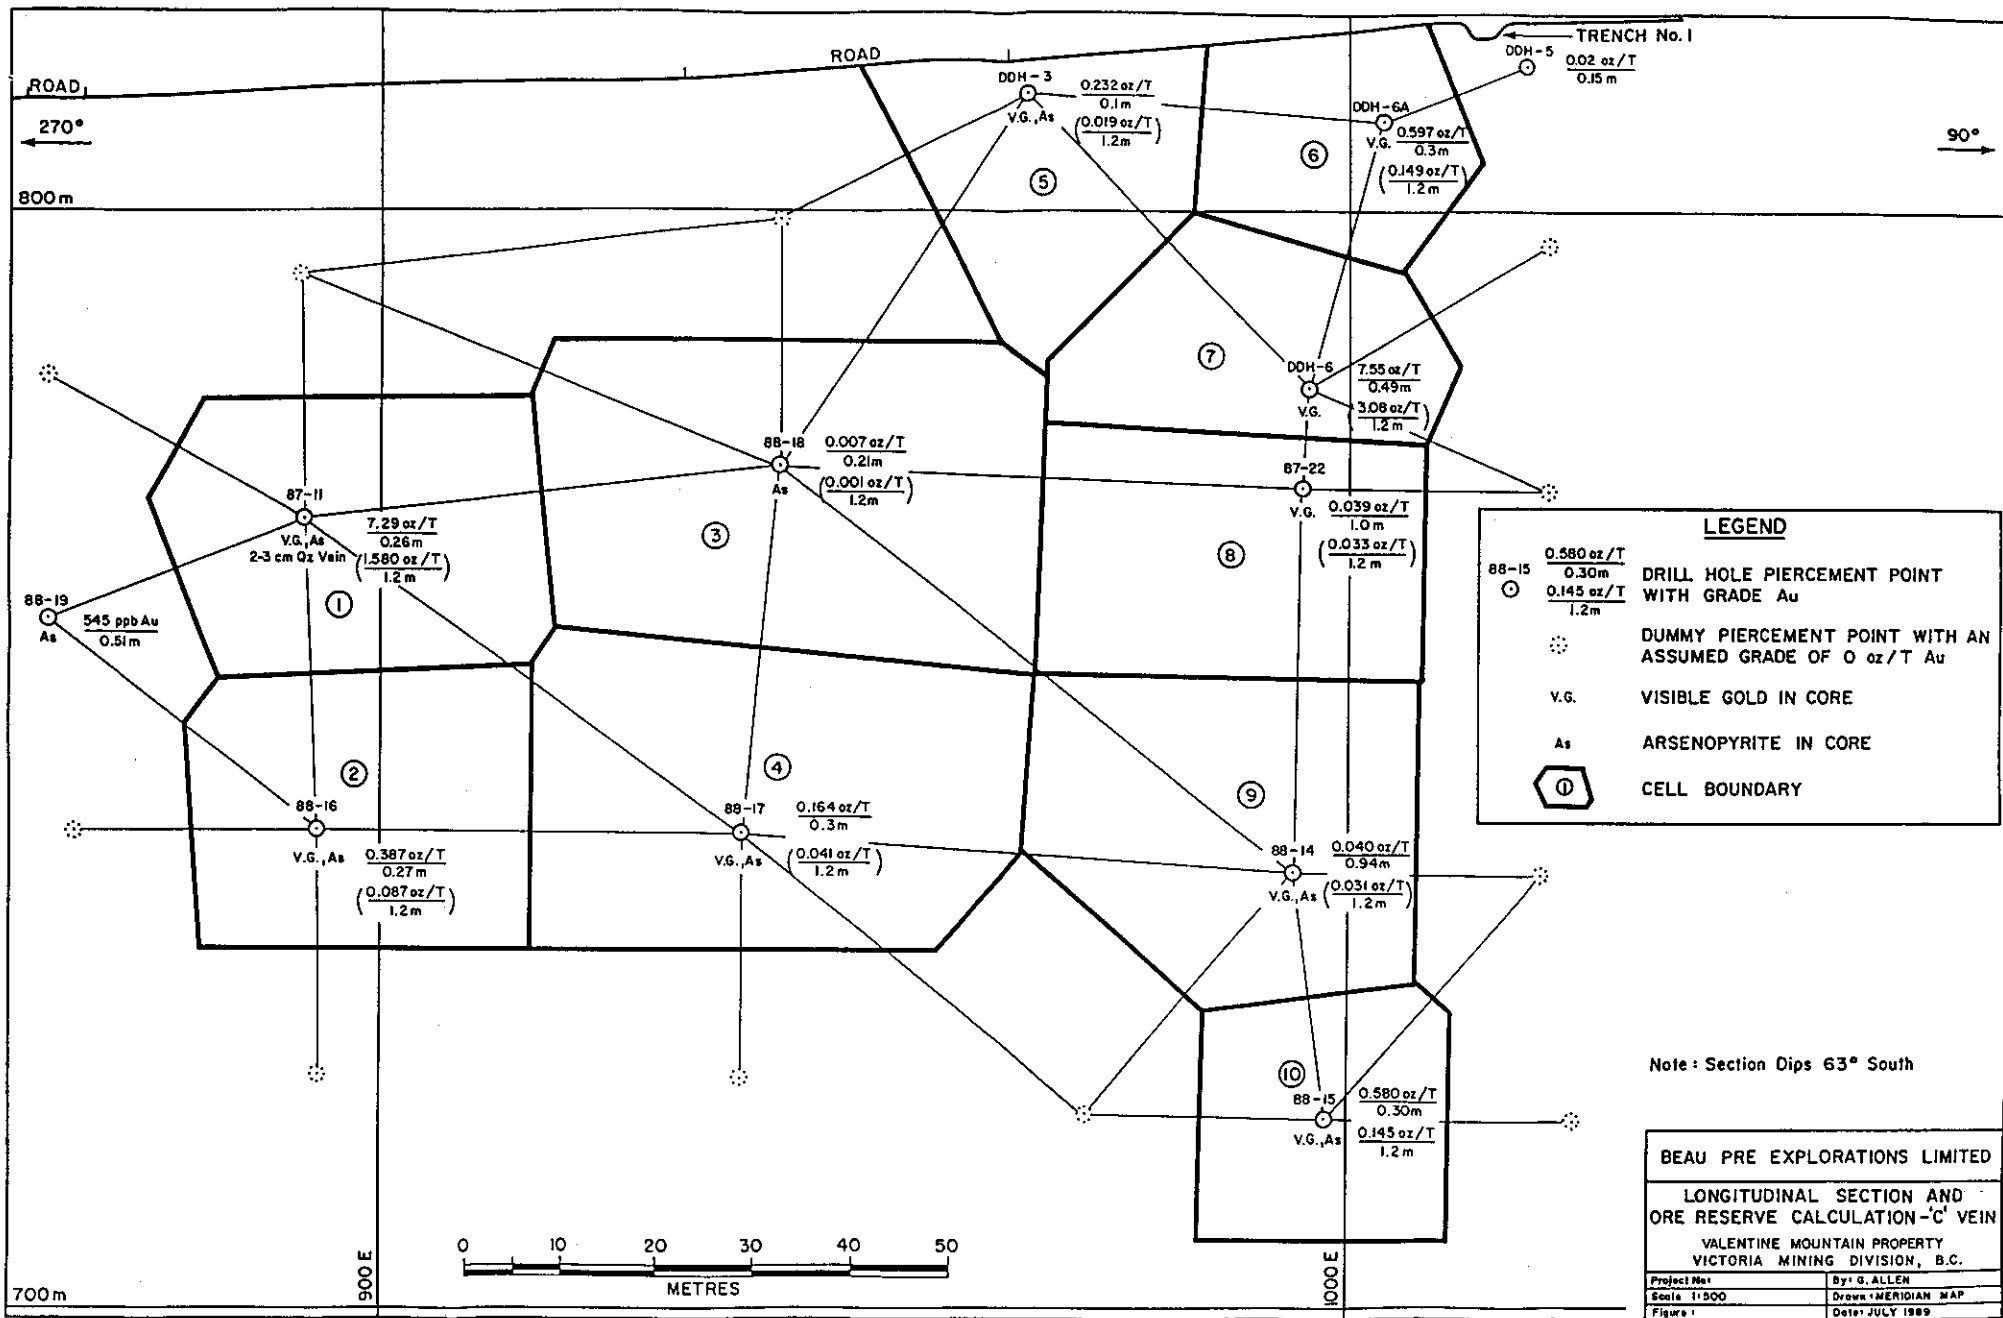 ROAD
ROAD
TRENCH No. 1
270°
90°
800 m
DDH-3
0.232 oz/T
0.1 m
V.G., As
(0.019 oz/T)
1.2 m
DDH-5
0.02 oz/T
0.15 m
DDH-6A
V.G.
0.597 oz/T
0.3 m
(0.149 oz/T)
1.2 m
5
6
7
DDH-6
7.55 oz/T
0.49 m
V.G.
(3.08 oz/T)
1.2 m
88-18
0.007 oz/T
0.21 m
As
(0.001 oz/T)
1.2 m
87-22
0.039 oz/T
1.0 m
V.G.
(0.033 oz/T)
1.2 m
87-11
7.29 oz/T
0.26 m
V.G., As
2-3 cm Qz Vein
(1.580 oz/T)
1.2 m
3
8
1
88-19
545 ppb Au
0.51 m
As
2
4
9
88-16
0.387 oz/T
0.27 m
V.G., As
(0.087 oz/T)
1.2 m
88-17
0.164 oz/T
0.3 m
V.G., As
(0.041 oz/T)
1.2 m
88-14
0.040 oz/T
0.94 m
V.G., As
(0.031 oz/T)
1.2 m
10
88-15
0.580 oz/T
0.30 m
V.G., As
0.145 oz/T
1.2 m
LEGEND
88-15
0.580 oz/T
0.30 m
0.145 oz/T
1.2 m
DRILL HOLE PIERCEMENT POINT
WITH GRADE Au
DUMMY PIERCEMENT POINT WITH AN
ASSUMED GRADE OF 0 oz/T Au
V.G. VISIBLE GOLD IN CORE
As ARSENOPYRITE IN CORE
1 CELL BOUNDARY
Note: Section Dips 63° South
0 10 20 30 40 50
METRES
900 E
1000 E
700 m
BEAU PRE EXPLORATIONS LIMITED
LONGITUDINAL SECTION AND
ORE RESERVE CALCULATION-'C' VEIN
VALENTINE MOUNTAIN PROPERTY
VICTORIA MINING DIVISION, B.C.
Project No: By: G. ALLEN
Scale 1:500 Drawn: MERIDIAN MAP
Figure: Date: JULY 1989